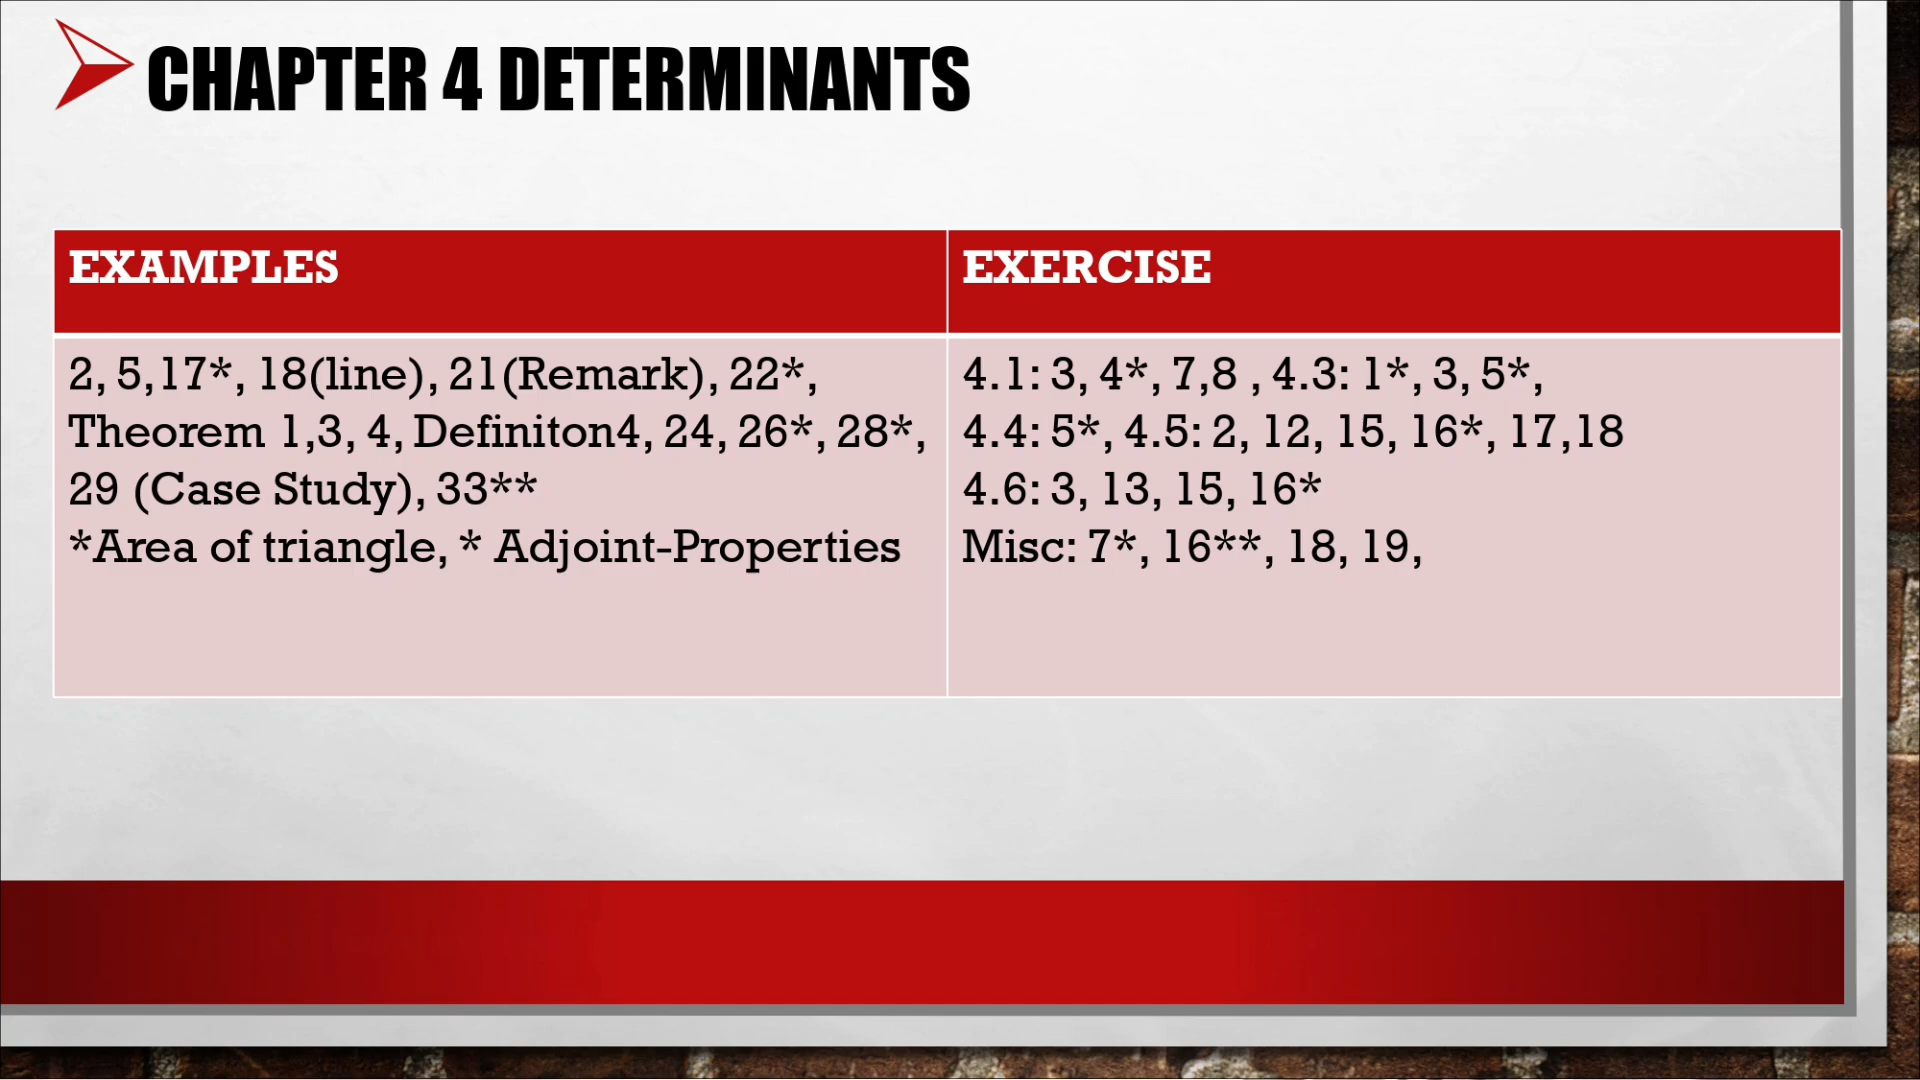 CHAPTER 4 DETERMINANTS
EXAMPLES
2, 5,17*, 18(line), 21(Remark), 22*,
Theorem 1,3, 4, Definiton4, 24, 26*, 28*,
29 (Case Study), 33**
*Area of triangle, * Adjoint-Properties
EXERCISE
4.1: 3, 4*, 7,8 , 4.3: 1*, 3, 5*,
4.4: 5*, 4.5: 2, 12, 15, 16*, 17,18
4.6: 3, 13, 15, 16*
Misc: 7*, 16**, 18, 19,